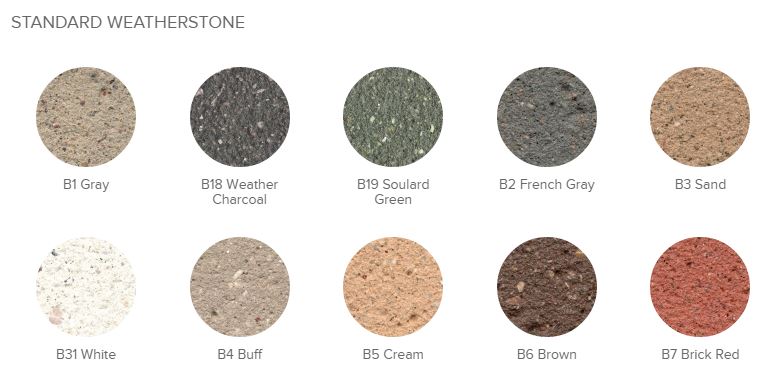 STANDARD WEATHERSTONE
B1 Gray
B18 Weather
Charcoal
B19 Soulard
Green
B2 French Gray
B3 Sand
B31 White
B4 Buff
B5 Cream
B6 Brown
B7 Brick Red